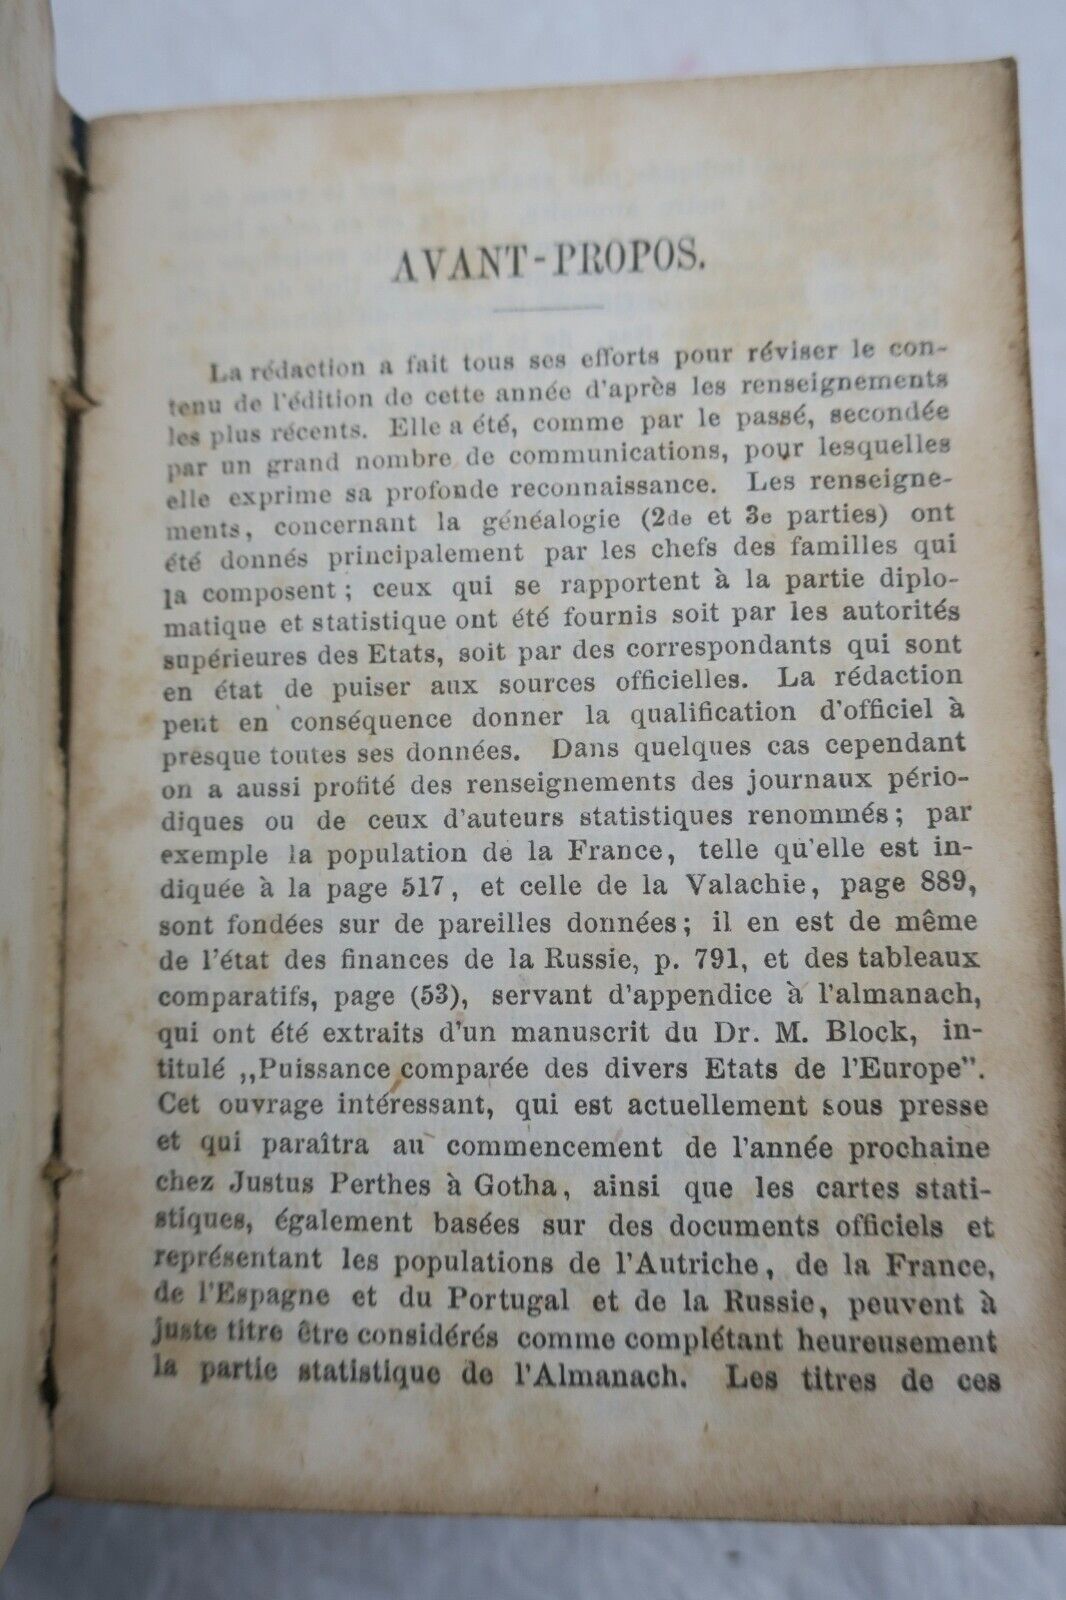 AVANT-PROPOS.
La rédaction a fait tous ses efforts pour réviser le con-
tenu de l'édition de cette année d'après les renseignements
les plus récents. Elle a été, comme par le passé, secondée
par un grand nombre de communications, pour lesquelles
elle exprime sa profonde reconnaissance. Les renseigne-
ments, concernant la généalogie (2de et 3e parties) ont
été donnés principalement par les chefs des familles qui
la composent; ceux qui se rapportent à la partie diplo-
matique et statistique ont été fournis soit par les autorités
supérieures des Etats, soit par des correspondants qui sont
en état de puiser aux sources officielles. La rédaction
peut en conséquence donner la qualification d'officiel à
presque toutes ses données. Dans quelques cas cependant
on a aussi profité des renseignements des journaux pério-
diques ou de ceux d'auteurs statistiques renommés; par
exemple la population de la France, telle qu'elle est in-
diquée à la page 517, et celle de la Valachie, page 889,
sont fondées sur de pareilles données; il en est de même
de l'état des finances de la Russie, p. 791, et des tableaux
comparatifs, page (53), servant d'appendice à l'almanach,
qui ont été extraits d'un manuscrit du Dr. M. Block, in-
titulé „Puissance comparée des divers Etats de l'Europe".
Cet ouvrage intéressant, qui est actuellement sous presse
et qui paraîtra au commencement de l'année prochaine
chez Justus Perthes à Gotha, ainsi que les cartes stati-
stiques, également basées sur des documents officiels et
représentant les populations de l'Autriche, de la France,
de l'Espagne et du Portugal et de la Russie, peuvent à
juste titre être considérés comme complétant heureusement
la partie statistique de l'Almanach. Les titres de ces